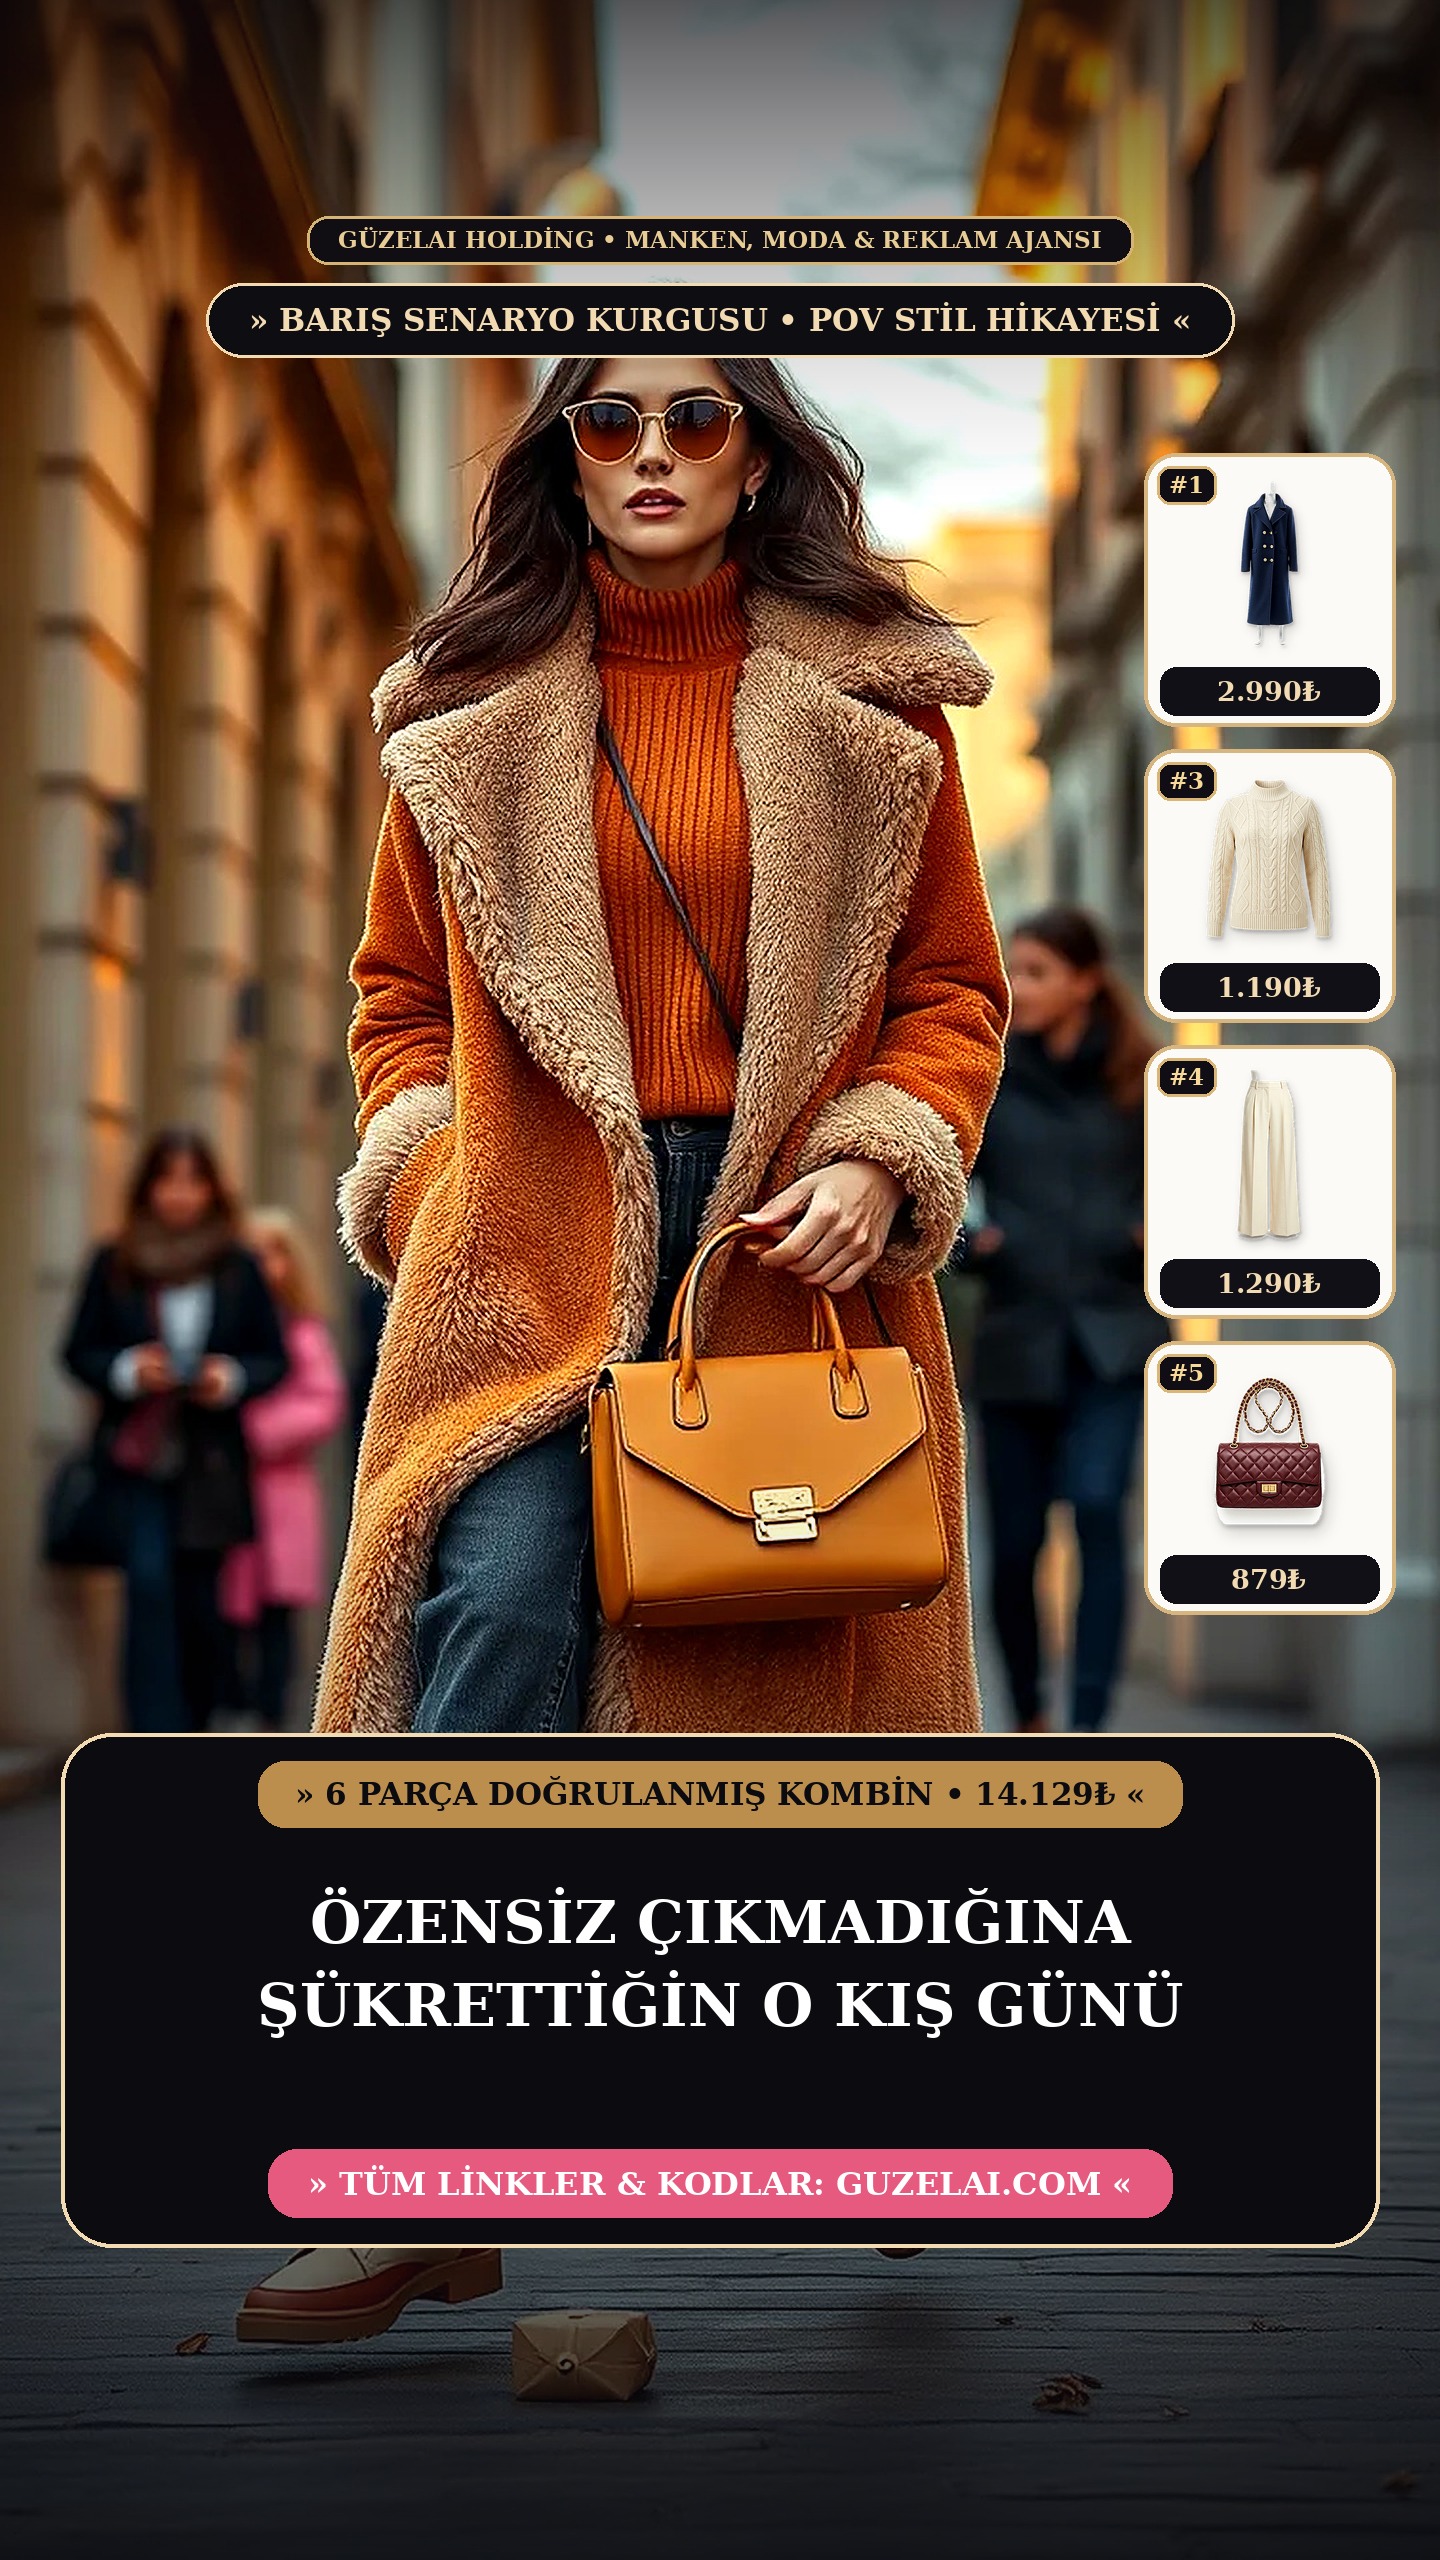 GÜZELAI HOLDİNG • MANKEN, MODA & REKLAM AJANSI
» BARIŞ SENARYO KURGUSU • POV STİL HİKAYESİ «
#1
2.990₺
#3
1.190₺
#4
1.290₺
#5
879₺
» 6 PARÇA DOĞRULANMIŞ KOMBİN • 14.129₺ «
ÖZENSİZ ÇIKMADIĞINA
ŞÜKRETTİĞİN O KIŞ GÜNÜ
» TÜM LİNKLER & KODLAR: GUZELAI.COM «